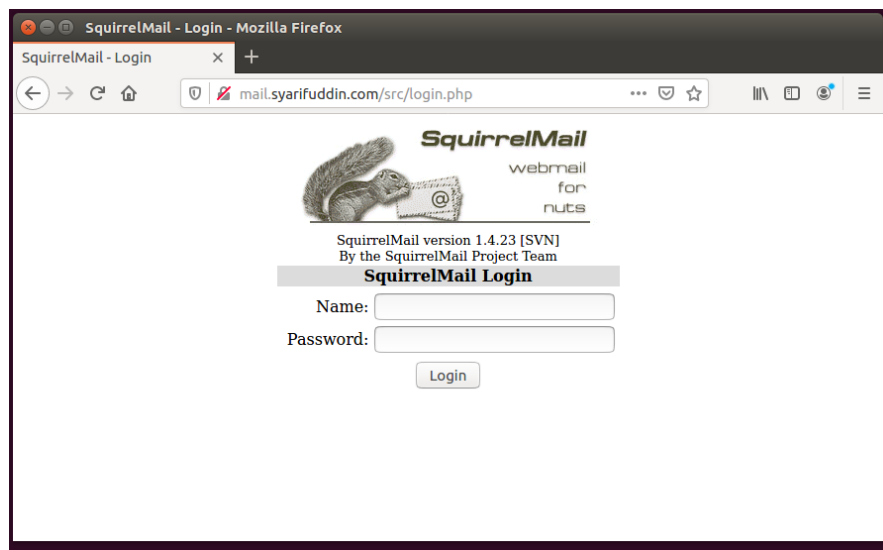 SquirrelMail - Login - Mozilla Firefox
SquirrelMail - Login
mail.syarifuddin.com/src/login.php
SquirrelMail
webmail
for
nuts
@
SquirrelMail version 1.4.23 [SVN]
By the SquirrelMail Project Team
SquirrelMail Login
Name:
Password:
Login